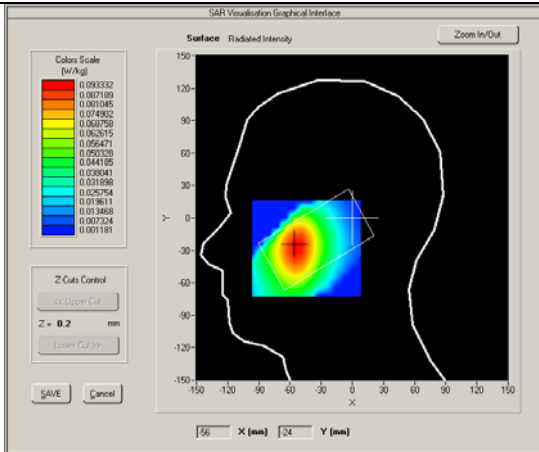 SAR Visualisation Graphical Interface
Surface Radiated Intensity
Zoom In/Out
Colors Scale
(W/kg)
0.093332
0.087189
0.081045
0.074902
0.068758
0.062615
0.056471
0.050328
0.044185
0.038041
0.031898
0.025754
0.019611
0.013468
0.007324
0.001181
150
120
90
60
30
0
-30
-60
-90
-120
-150
Y
-150 -120 -90 -60 -30 0 30 60 90 120 150
X
Z-Cuts Control
<< Upper Cut
Z = 0.2 mm
Lower Cut >>
SAVE Cancel
-56 X (mm) -24 Y (mm)